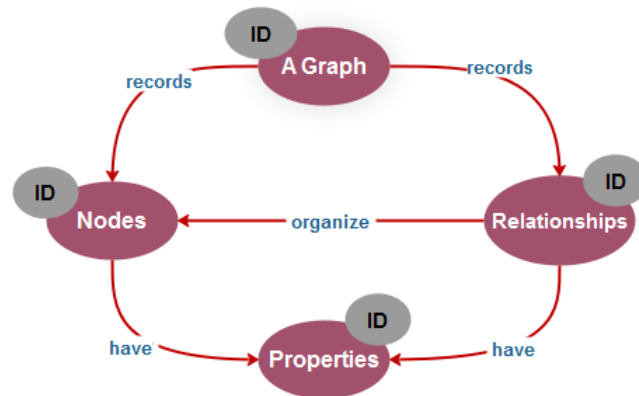 ID
A Graph
records
records
ID
Nodes
organize
ID
Relationships
ID
Properties
have
have